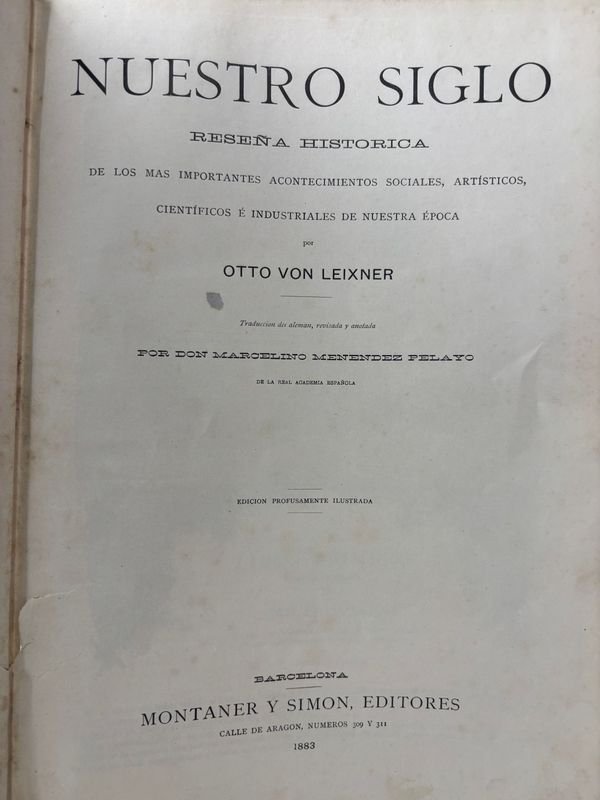 NUESTRO SIGLO
RESEÑA HISTORICA
DE LOS MAS IMPORTANTES ACONTECIMIENTOS SOCIALES, ARTÍSTICOS,
CIENTÍFICOS É INDUSTRIALES DE NUESTRA ÉPOCA
por
OTTO VON LEIXNER
Traduccion del aleman, revisada y anotada
POR DON MARCELINO MENENDEZ PELAYO
DE LA REAL ACADEMIA ESPAÑOLA
EDICION PROFUSAMENTE ILUSTRADA
BARCELONA
MONTANER Y SIMON, EDITORES
CALLE DE ARAGON, NUMEROS 309 Y 311
1883